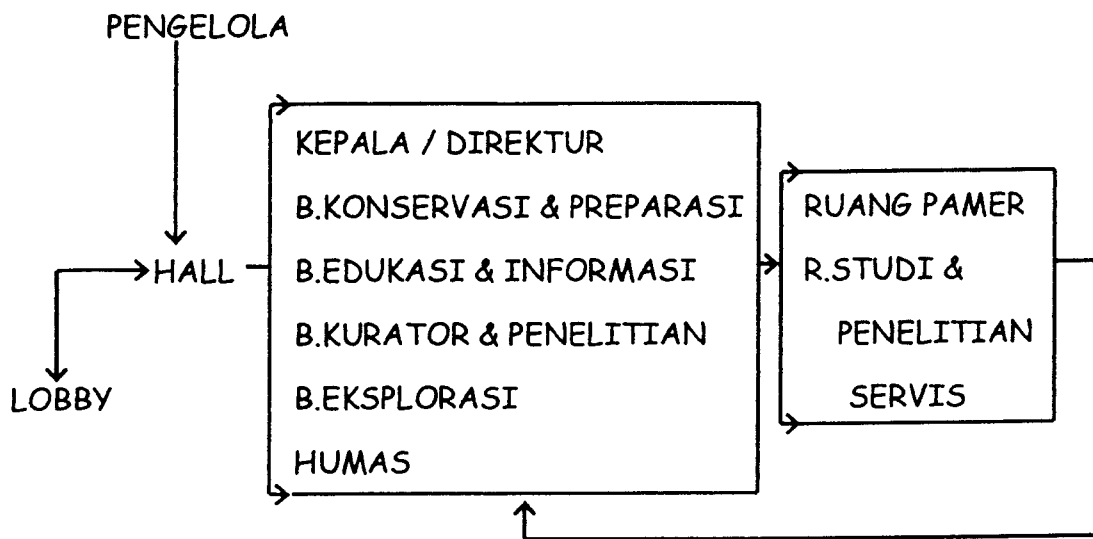 PENGELOLA
KEPALA / DIREKTUR
B.KONSERVASI & PREPARASI
RUANG PAMER
HALL
B.EDUKASI & INFORMASI
R.STUDI &
B.KURATOR & PENELITIAN
PENELITIAN
LOBBY
B.EKSPLORASI
SERVIS
HUMAS